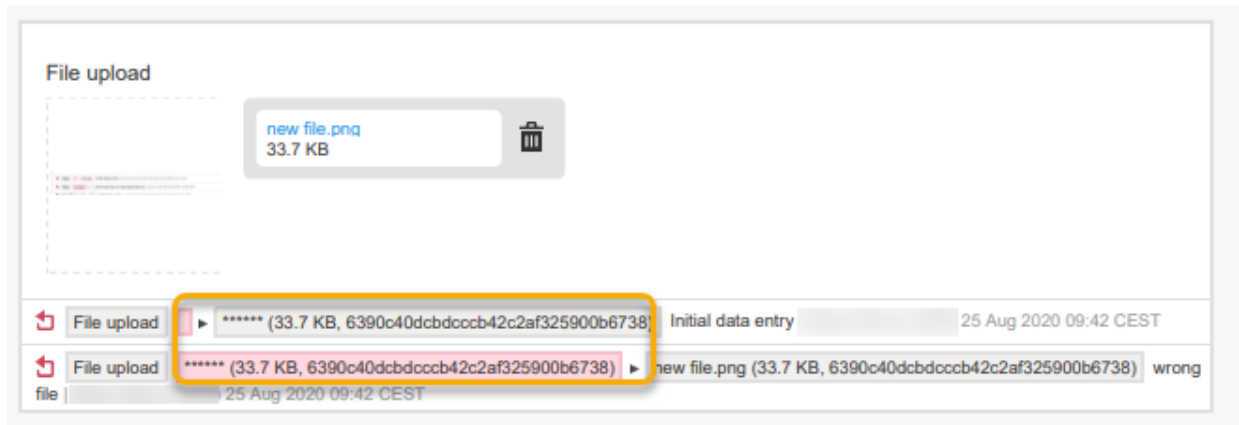 File upload
new file.png
33.7 KB
File upload ▸ ****** (33.7 KB, 6390c40dcbdcccb42c2af325900b6738) Initial data entry 25 Aug 2020 09:42 CEST
File upload ****** (33.7 KB, 6390c40dcbdcccb42c2af325900b6738) ▸ new file.png (33.7 KB, 6390c40dcbdcccb42c2af325900b6738) wrong
file | 25 Aug 2020 09:42 CEST